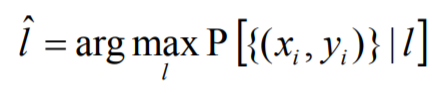 l̂ = arg max P [{(xᵢ, yᵢ)} | l]
l